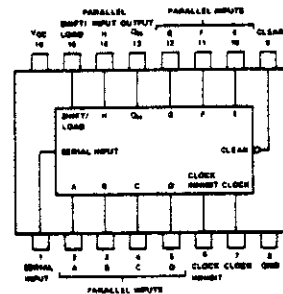 PARALLEL PARALLEL INPUTS
SHIFT/ INPUT OUTPUT
VCC LOAD H QH G F E CLEAR
16 15 14 13 12 11 10 9
SHIFT/ H QH G F E
LOAD
SERIAL INPUT CLEAR
CLOCK
A B C D INHIBIT CLOCK
1 2 3 4 5 6 7 8
SERIAL A B C D CLOCK CLOCK GND
INPUT INHIBIT
PARALLEL INPUTS